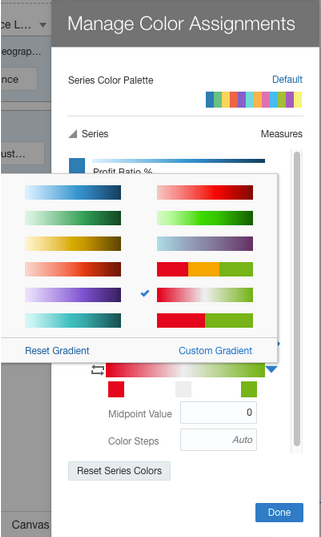 Manage Color Assignments
ce L...
eograp...
nce
ust...
Series Color Palette
Default
Series
Measures
Profit Ratio %
Reset Gradient
Custom Gradient
Midpoint Value
0
Color Steps
Auto
Reset Series Colors
Done
Canvas